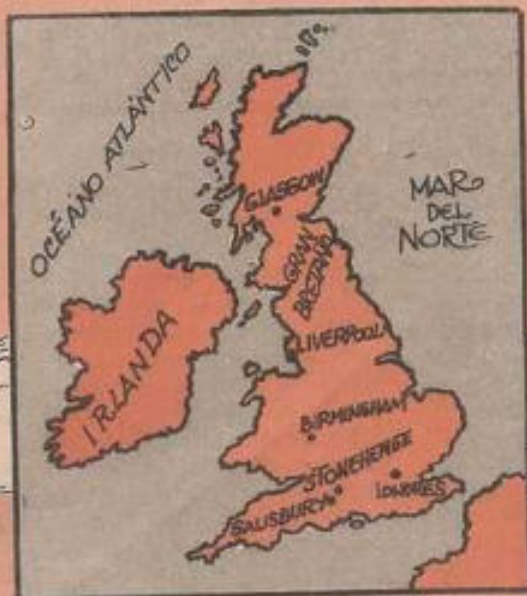 OCÉANO ATLÁNTICO
MAR
DEL
NORTE
GLASGOW
GRAN
BRETAÑA
IRLANDA
LIVERPOOL
BIRMINGHAM
STONEHENGE
LONDRES
SALISBURY